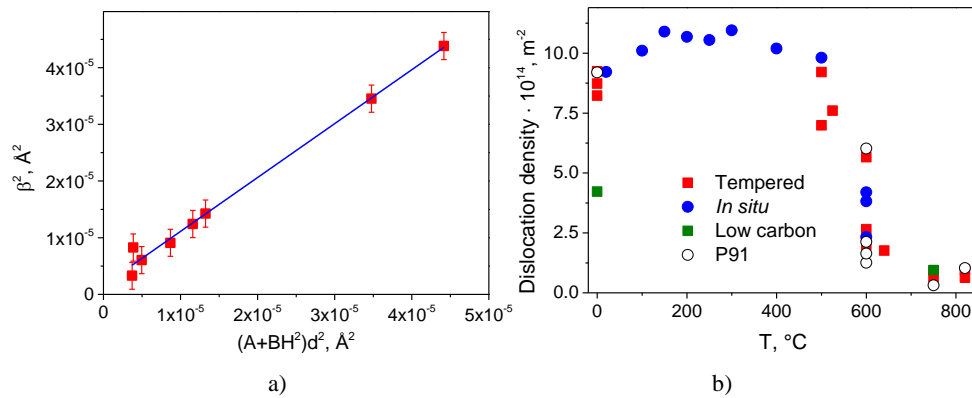 a)
β², Å²
5x10⁻⁵
4x10⁻⁵
3x10⁻⁵
2x10⁻⁵
1x10⁻⁵
0
0 1x10⁻⁵ 2x10⁻⁵ 3x10⁻⁵ 4x10⁻⁵ 5x10⁻⁵
(A+BH²)d², Å²
a)
b)
Dislocation density · 10¹⁴, m⁻²
10.0
7.5
5.0
2.5
0.0
Tempered
In situ
Low carbon
P91
0 200 400 600 800
T, °C
b)